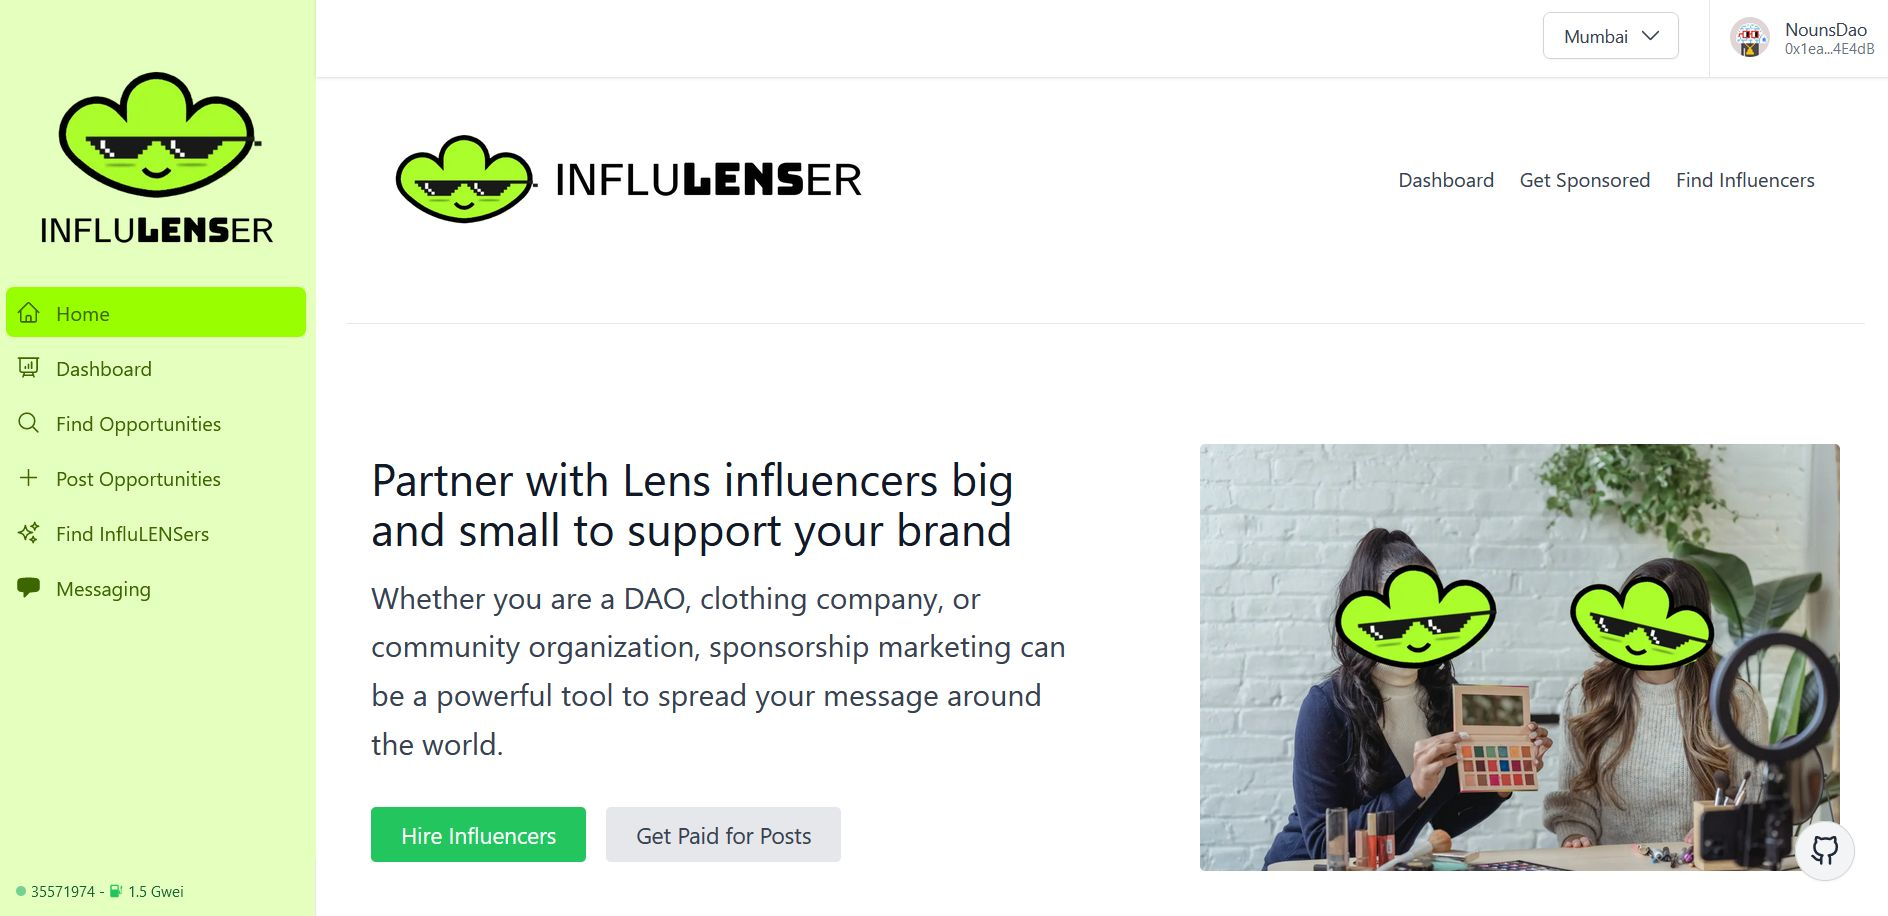 INFLULENSER
Home
Dashboard
Find Opportunities
Post Opportunities
Find InfluLENSers
Messaging
35571974 - 1.5 Gwei
Mumbai
NounsDao
0x1ea...4E4dB
INFLULENSER
Dashboard Get Sponsored Find Influencers
Partner with Lens influencers big
and small to support your brand
Whether you are a DAO, clothing company, or
community organization, sponsorship marketing can
be a powerful tool to spread your message around
the world.
Hire Influencers Get Paid for Posts